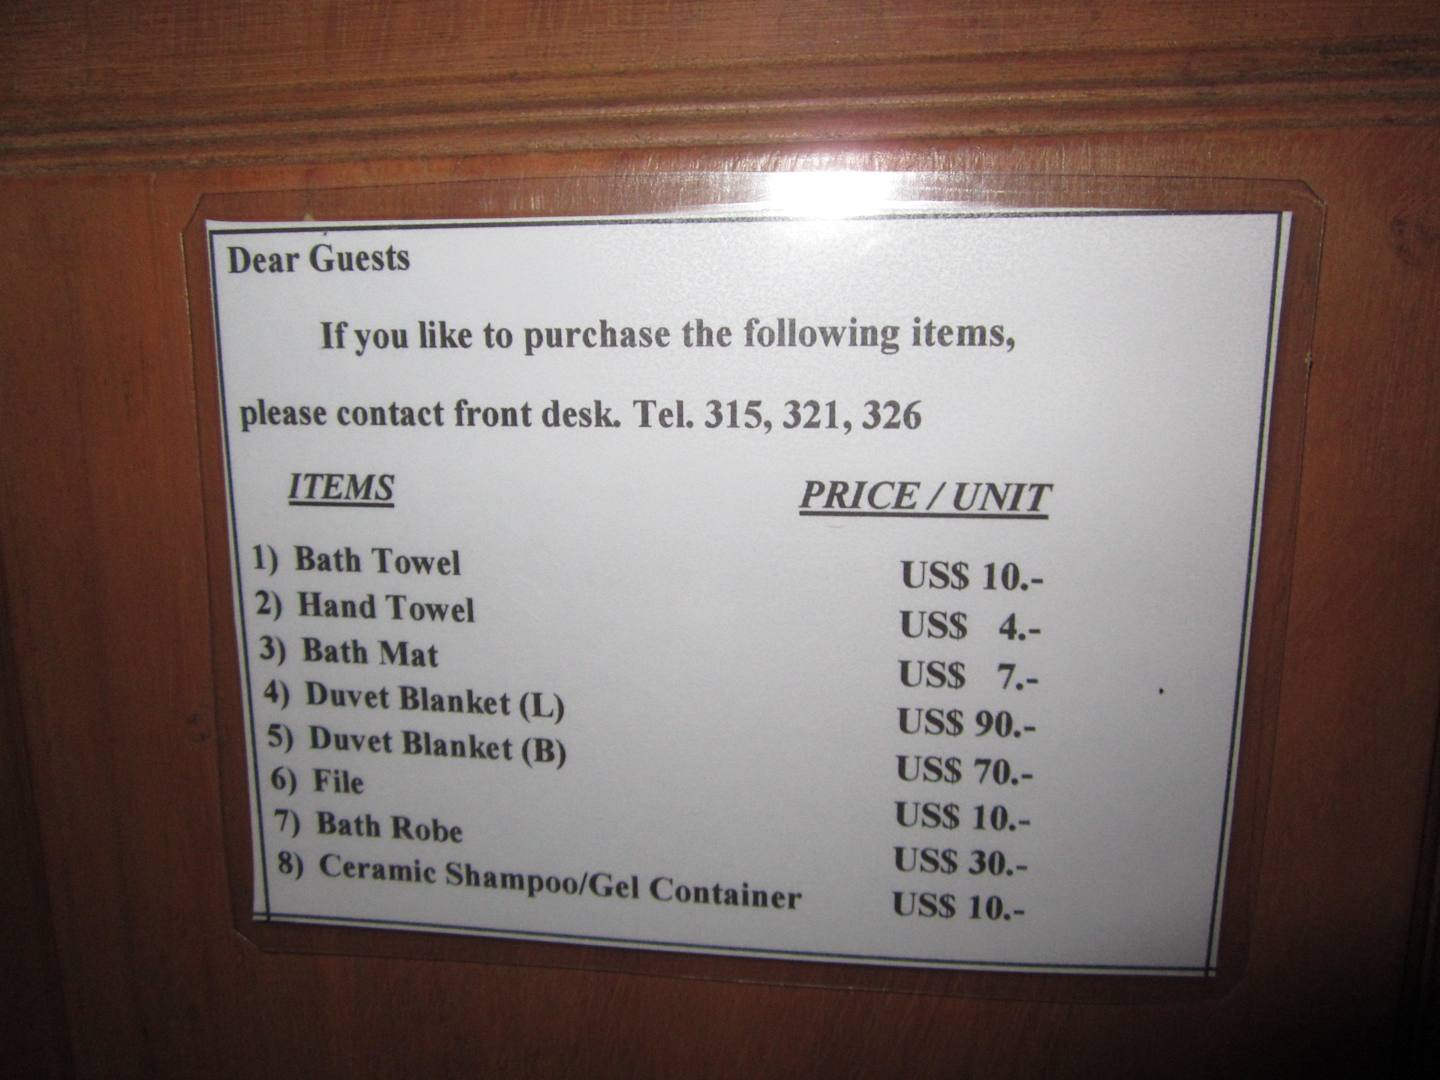 Dear Guests
If you like to purchase the following items,
please contact front desk. Tel. 315, 321, 326
ITEMS PRICE / UNIT
1) Bath Towel US$ 10.-
2) Hand Towel US$ 4.-
3) Bath Mat US$ 7.-
4) Duvet Blanket (L) US$ 90.-
5) Duvet Blanket (B) US$ 70.-
6) File US$ 10.-
7) Bath Robe US$ 30.-
8) Ceramic Shampoo/Gel Container US$ 10.-